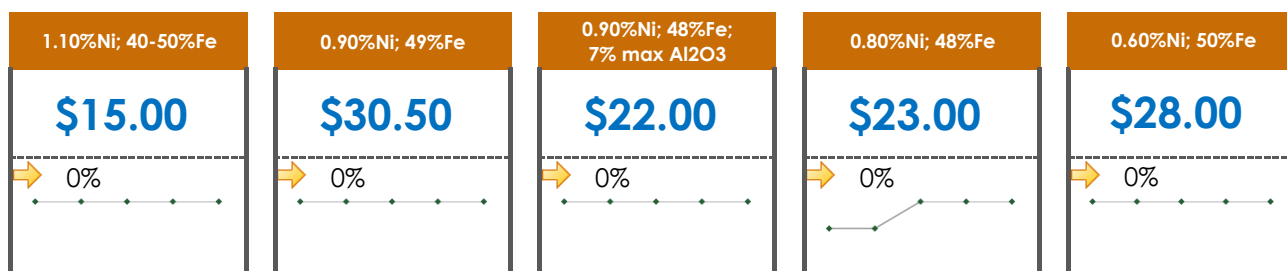 1.10%Ni; 40-50%Fe
$15.00
0%
0.90%Ni; 49%Fe
$30.50
0%
0.90%Ni; 48%Fe;
7% max Al2O3
$22.00
0%
0.80%Ni; 48%Fe
$23.00
0%
0.60%Ni; 50%Fe
$28.00
0%